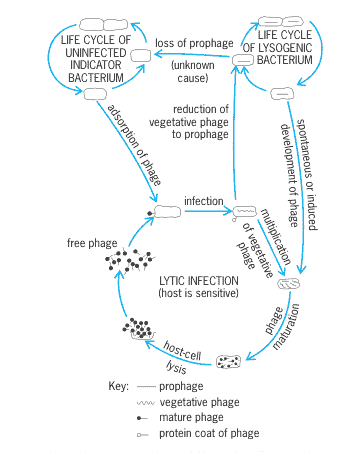 LIFE CYCLE OF
UNINFECTED
INDICATOR
BACTERIUM
loss of prophage
(unknown
cause)
LIFE CYCLE
OF LYSOGENIC
BACTERIUM
adsorption of phage
reduction of
vegetative phage
to prophage
spontaneous or induced
development of phage
infection
multiplication
of vegetative
phage
free phage
LYTIC INFECTION
(host is sensitive)
phage
maturation
host-cell
lysis
Key:
prophage
vegetative phage
mature phage
protein coat of phage